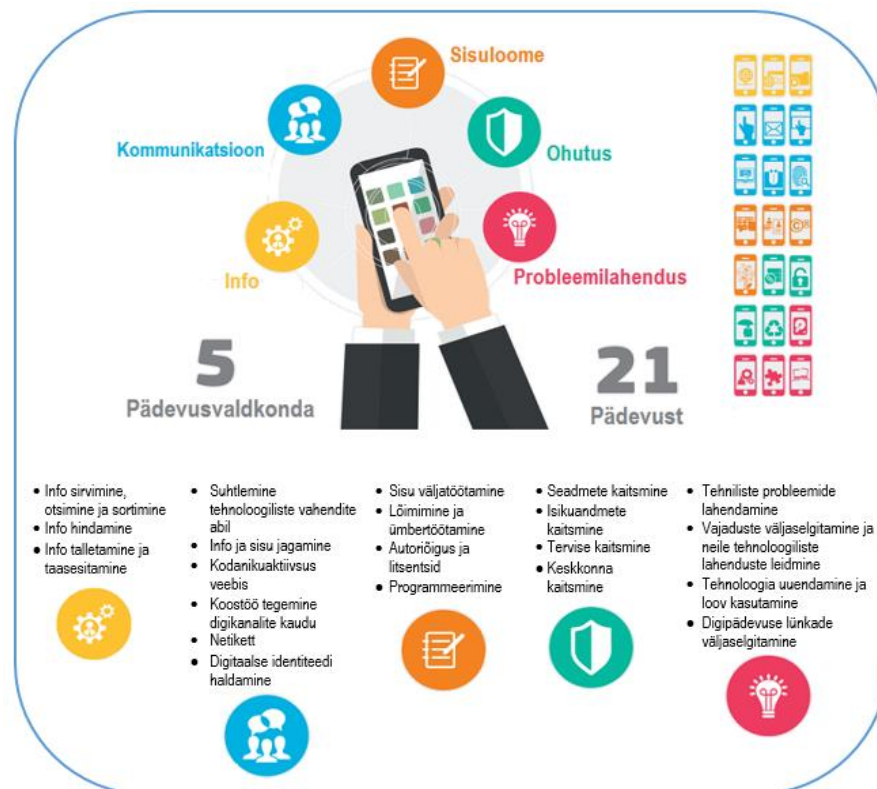 Sisuloome
Kommunikatsioon
Ohutus
Info
Probleemilahendus
5
Pädevusvaldkonda
21
Pädevust
• Info sirvimine,
otsimine ja sortimine
• Info hindamine
• Info talletamine ja
taasesitamine
• Suhtlemine
tehnoloogiliste vahendite
abil
• Info ja sisu jagamine
• Kodanikuaktiivsus
veebis
• Koostöö tegemine
digikanalite kaudu
• Netikett
• Digitaalse identiteedi
haldamine
• Sisu väljatöötamine
• Lõimimine ja
ümbertöötamine
• Autoriõigus ja
litsentsid
• Programmeerimine
• Seadmete kaitsmine
• Isikuandmete
kaitsmine
• Tervise kaitsmine
• Keskkonna
kaitsmine
• Tehniliste probleemide
lahendamine
• Vajaduste väljaselgitamine ja
neile tehnoloogiliste
lahenduste leidmine
• Tehnoloogia uuendamine ja
loov kasutamine
• Digipädevuse lünkade
väljaselgitamine